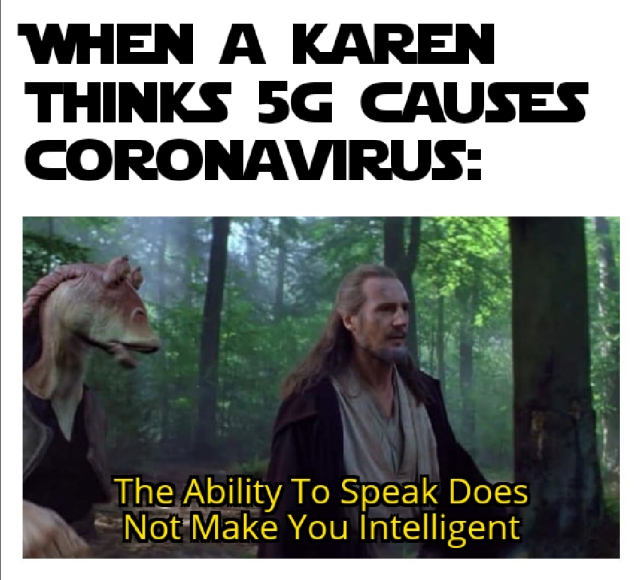 WHEN A KAREN
THINKS 5G CAUSES
CORONAVIRUS:
The Ability To Speak Does
Not Make You Intelligent